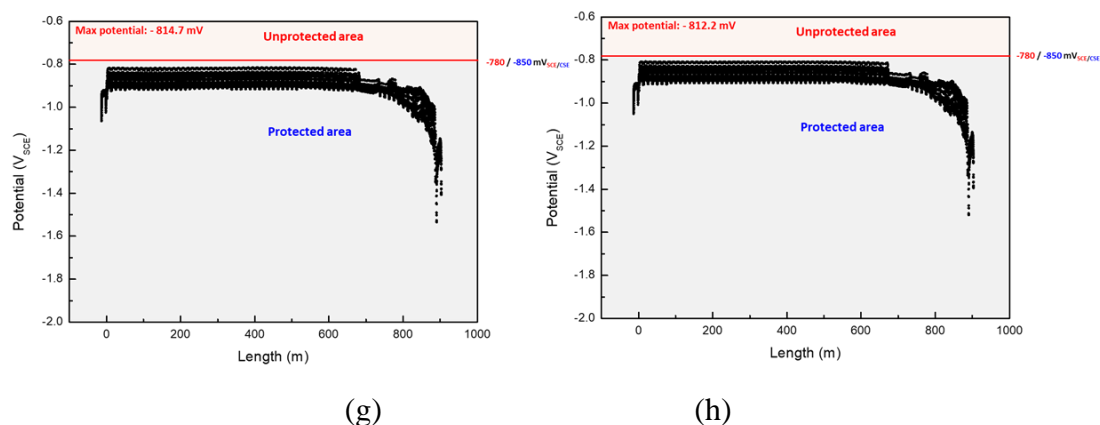 Max potential: - 814.7 mV
Unprotected area
-780 / -850 mVSCE/CSE
Protected area
Potential (VSCE)
-0.6
-0.8
-1.0
-1.2
-1.4
-1.6
-1.8
-2.0
0
200
400
600
800
1000
Length (m)
(g)
Max potential: - 812.2 mV
Unprotected area
-780 / -850 mVSCE/CSE
Protected area
Potential (VSCE)
-0.6
-0.8
-1.0
-1.2
-1.4
-1.6
-1.8
-2.0
0
200
400
600
800
1000
Length (m)
(h)